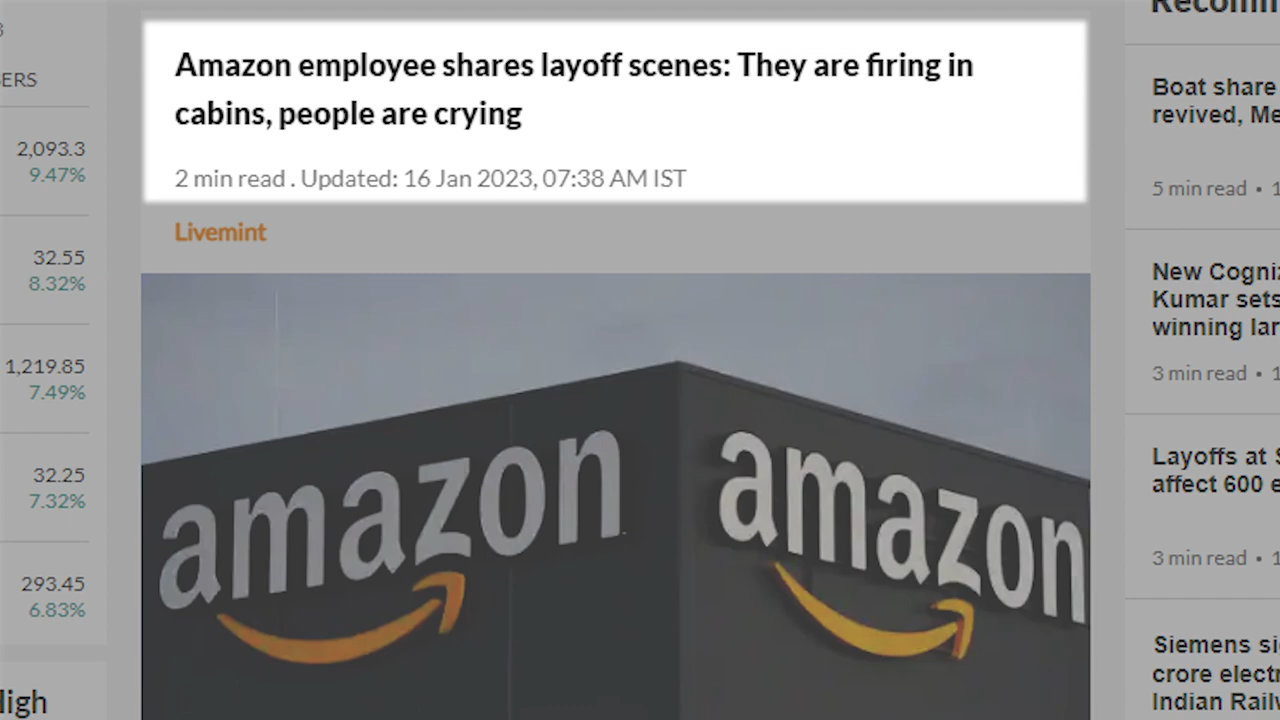 Amazon employee shares layoff scenes: They are firing in
cabins, people are crying
2 min read . Updated: 16 Jan 2023, 07:38 AM IST
Livemint
amazon
amazon
2,093.3
9.47%
32.55
8.32%
1,219.85
7.49%
32.25
7.32%
293.45
6.83%
Boat share
revived,
5 min read •
New
Kumar sets
winning
3 min read •
Layoffs at
affect 600
3 min read •
Siemens
crore
Indian